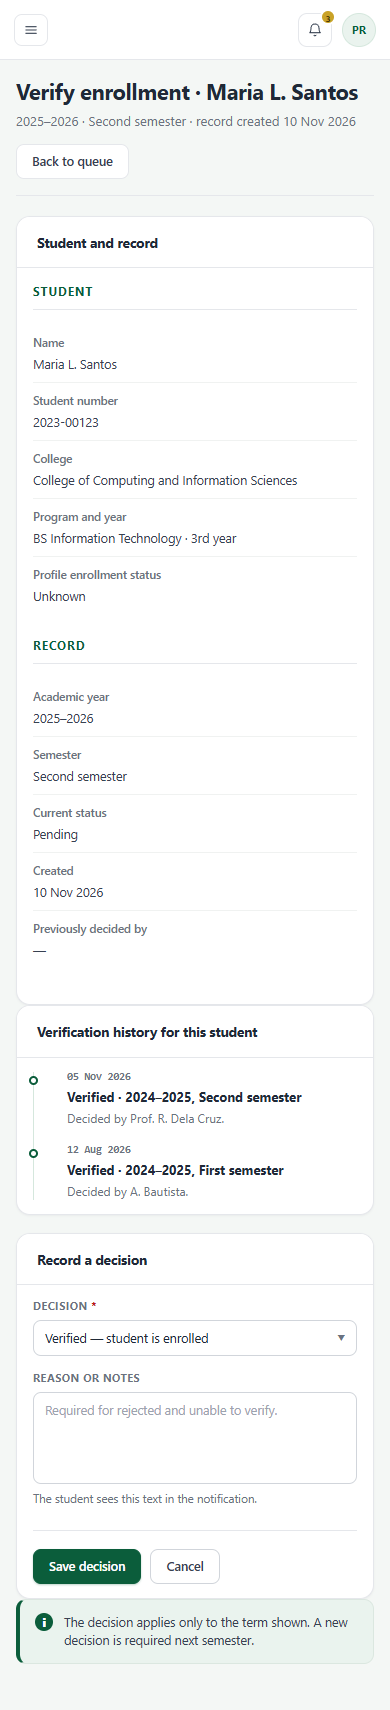 3
PR
Verify enrollment · Maria L. Santos
2025–2026 · Second semester · record created 10 Nov 2026
Back to queue
Student and record
STUDENT
Name
Maria L. Santos
Student number
2023-00123
College
College of Computing and Information Sciences
Program and year
BS Information Technology · 3rd year
Profile enrollment status
Unknown
RECORD
Academic year
2025–2026
Semester
Second semester
Current status
Pending
Created
10 Nov 2026
Previously decided by
—
Verification history for this student
05 Nov 2026
Verified · 2024–2025, Second semester
Decided by Prof. R. Dela Cruz.
12 Aug 2026
Verified · 2024–2025, First semester
Decided by A. Bautista.
Record a decision
DECISION *
Verified — student is enrolled
REASON OR NOTES
Required for rejected and unable to verify.
The student sees this text in the notification.
Save decision
Cancel
The decision applies only to the term shown. A new
decision is required next semester.